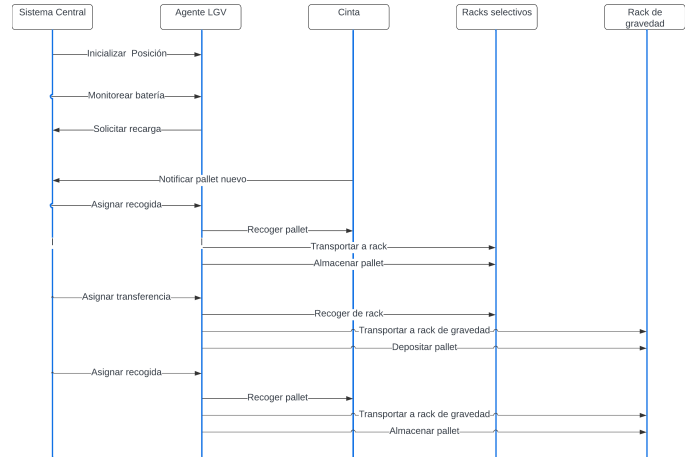 Sistema Central
Agente LGV
Cinta
Racks selectivos
Rack de
gravedad
Inicializar  Posición
Monitorear batería
Solicitar recarga
Notificar pallet nuevo
Asignar recogida
Recoger pallet
Transportar a rack
Almacenar pallet
Asignar transferencia
Recoger de rack
Transportar a rack de gravedad
Depositar pallet
Asignar recogida
Recoger pallet
Transportar a rack de gravedad
Almacenar pallet